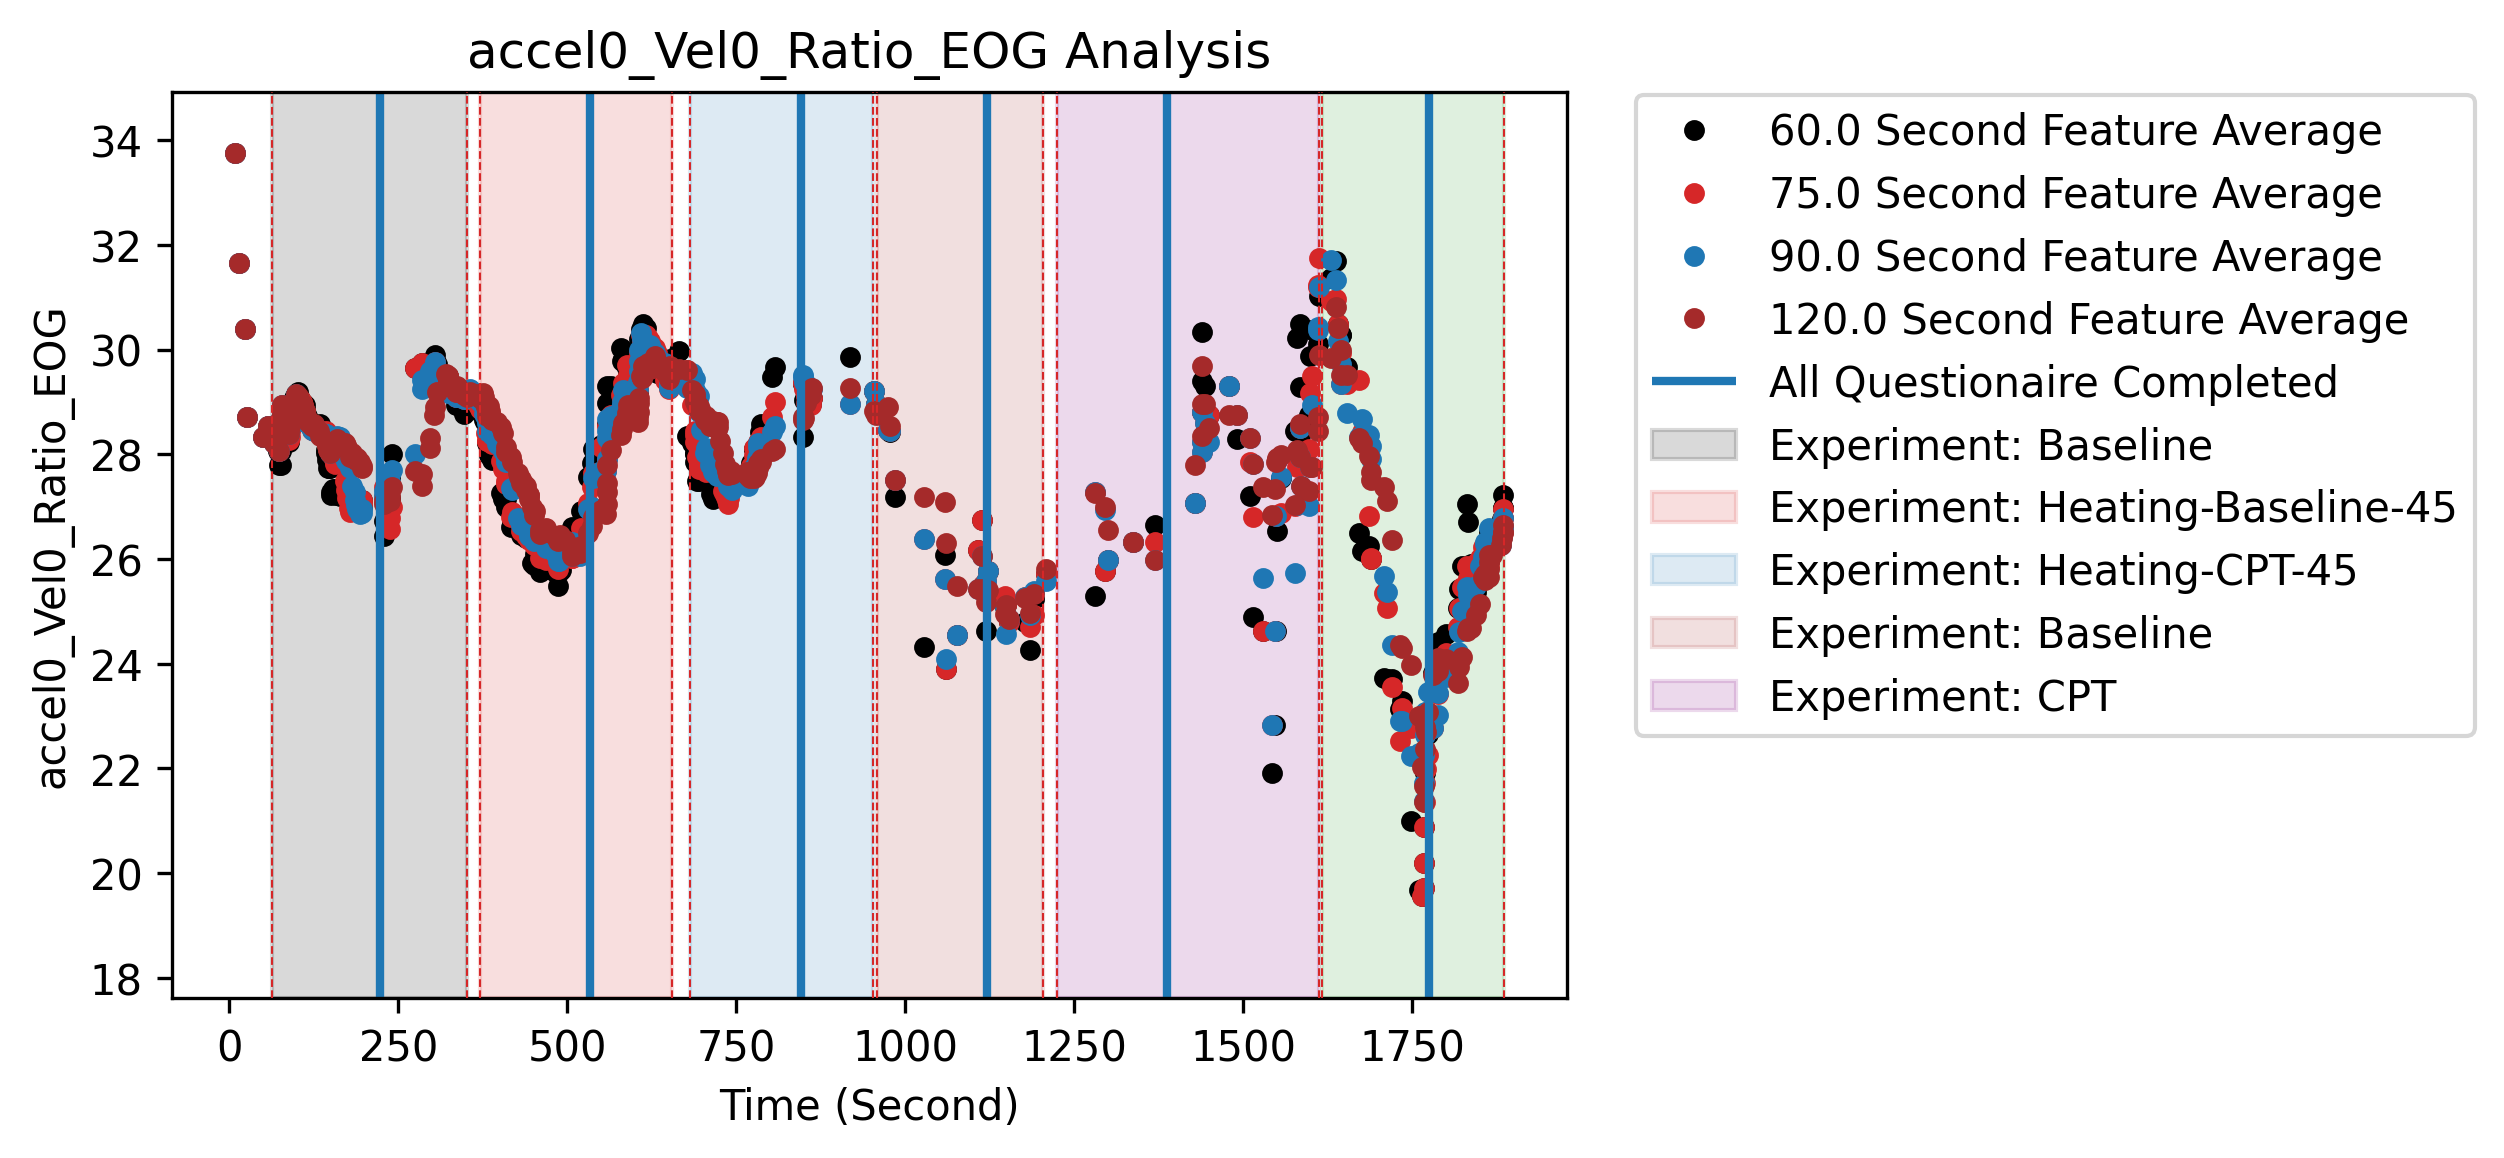 accel0_Vel0_Ratio_EOG Analysis
accel0_Vel0_Ratio_EOG
34
32
30
28
26
24
22
20
18
0 250 500 750 1000 1250 1500 1750
Time (Second)
60.0 Second Feature Average
75.0 Second Feature Average
90.0 Second Feature Average
120.0 Second Feature Average
All Questionaire Completed
Experiment: Baseline
Experiment: Heating-Baseline-45
Experiment: Heating-CPT-45
Experiment: Baseline
Experiment: CPT